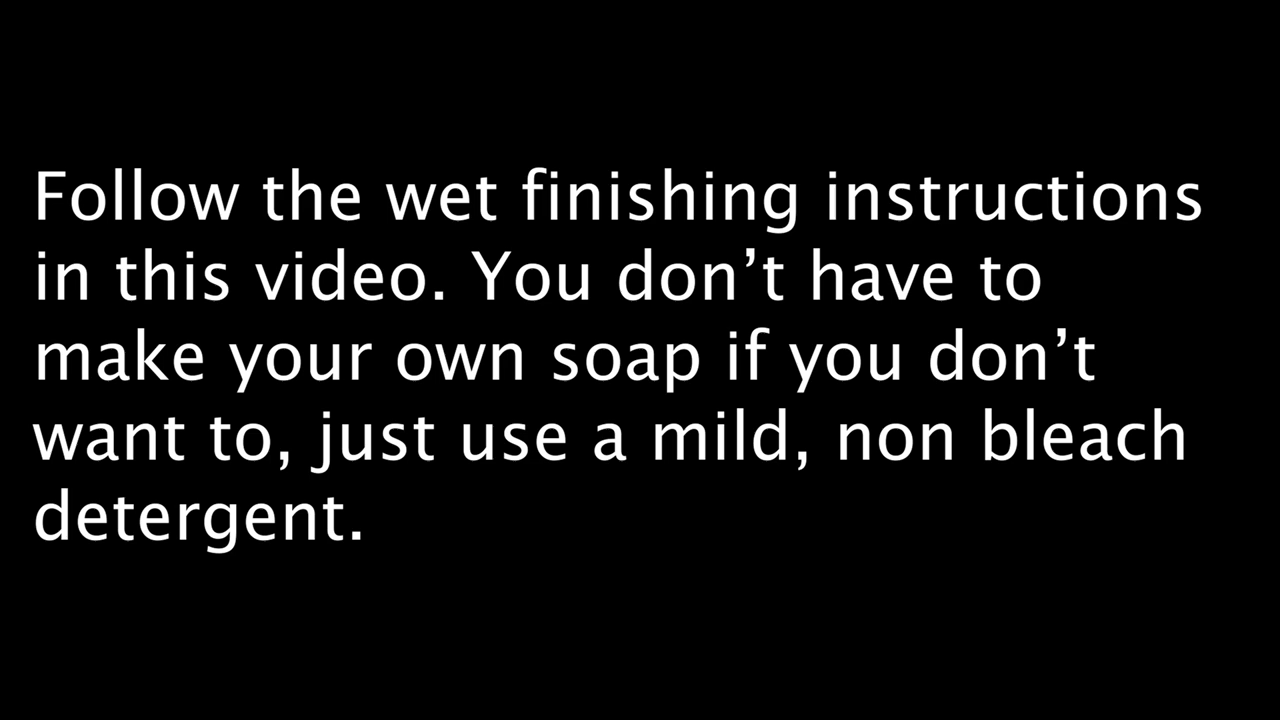 Follow the wet finishing instructions
in this video. You don’t have to
make your own soap if you don’t
want to, just use a mild, non bleach
detergent.